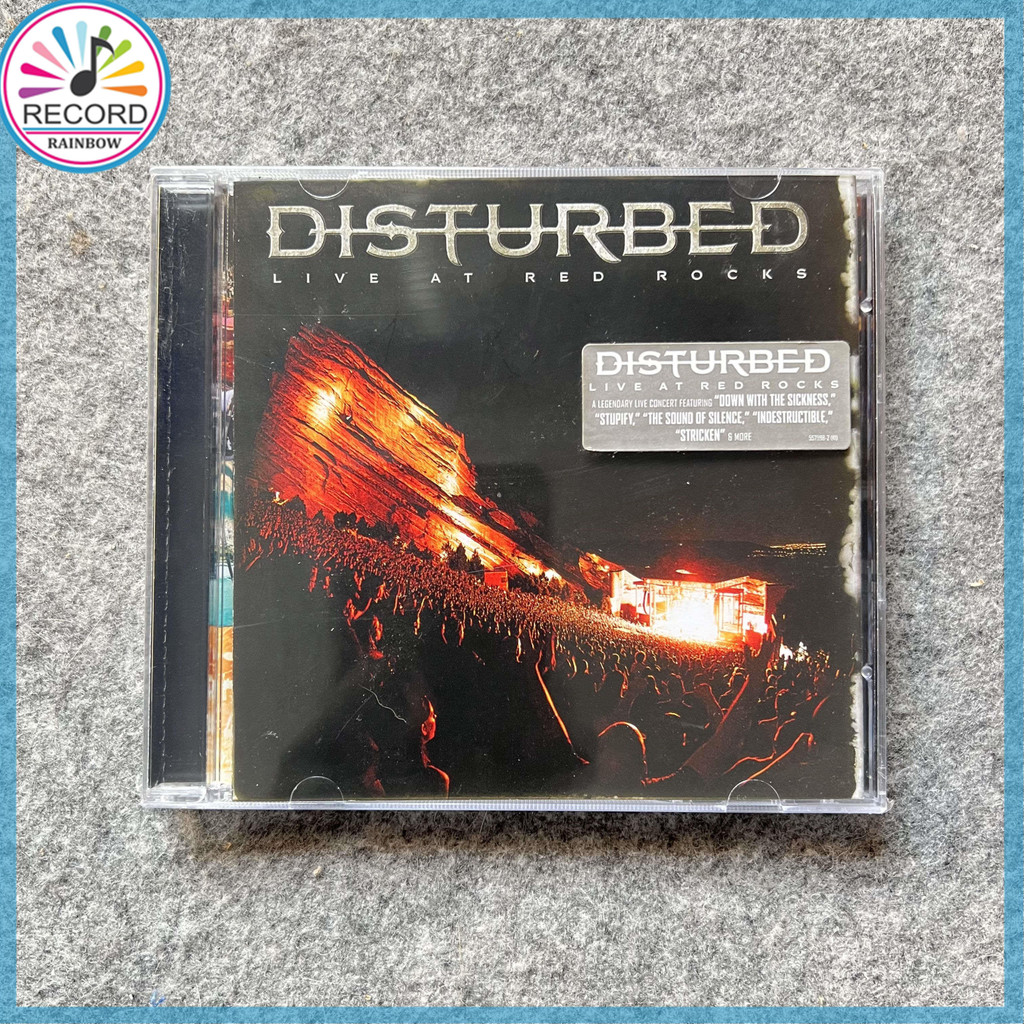 RECORD
RAINBOW
DISTURBED
LIVE AT RED ROCKS
DISTURBED
LIVE AT RED ROCKS
A LEGENDARY LIVE CONCERT FEATURING "DOWN WITH THE SICKNESS,"
"STUPIFY," "THE SOUND OF SILENCE," "INDESTRUCTIBLE,"
"STRICKEN" & MORE